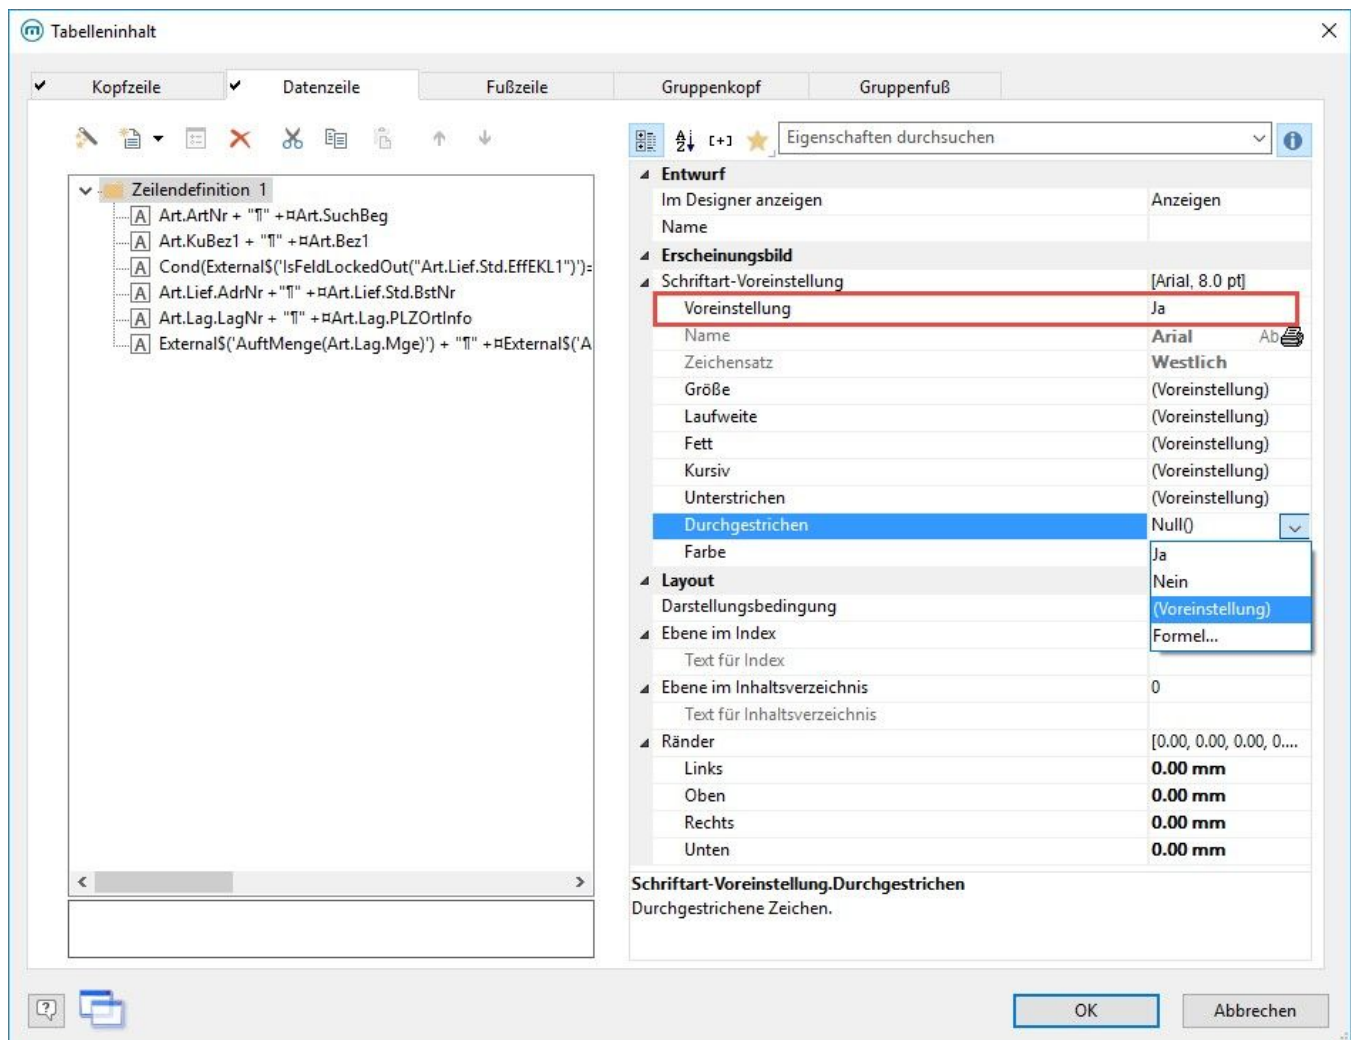 Tabelleninhalt
Kopfzeile Datenzeile Fußzeile Gruppenkopf Gruppenfuß
Eigenschaften durchsuchen
Zeilendefinition 1
Art.ArtNr + "¶" +¤Art.SuchBeg
Art.KuBez1 + "¶" +¤Art.Bez1
Cond(External$('IsFeldLockedOut("Art.Lief.Std.EffEKL1")')=
Art.Lief.AdrNr +"¶" +¤Art.Lief.Std.BstNr
Art.Lag.LagNr + "¶" +¤Art.Lag.PLZOrtInfo
External$('AuftMenge(Art.Lag.Mge)') + "¶" +¤External$('A
Entwurf
Im Designer anzeigen Anzeigen
Name
Erscheinungsbild
Schriftart-Voreinstellung [Arial, 8.0 pt]
Voreinstellung Ja
Name Arial Ab
Zeichensatz Westlich
Größe (Voreinstellung)
Laufweite (Voreinstellung)
Fett (Voreinstellung)
Kursiv (Voreinstellung)
Unterstrichen (Voreinstellung)
Durchgestrichen Null()
Farbe
Ja
Nein
(Voreinstellung)
Formel...
Layout
Darstellungsbedingung
Ebene im Index
Text für Index
Ebene im Inhaltsverzeichnis 0
Text für Inhaltsverzeichnis
Ränder [0.00, 0.00, 0.00, 0....
Links 0.00 mm
Oben 0.00 mm
Rechts 0.00 mm
Unten 0.00 mm
Schriftart-Voreinstellung.Durchgestrichen
Durchgestrichene Zeichen.
OK Abbrechen